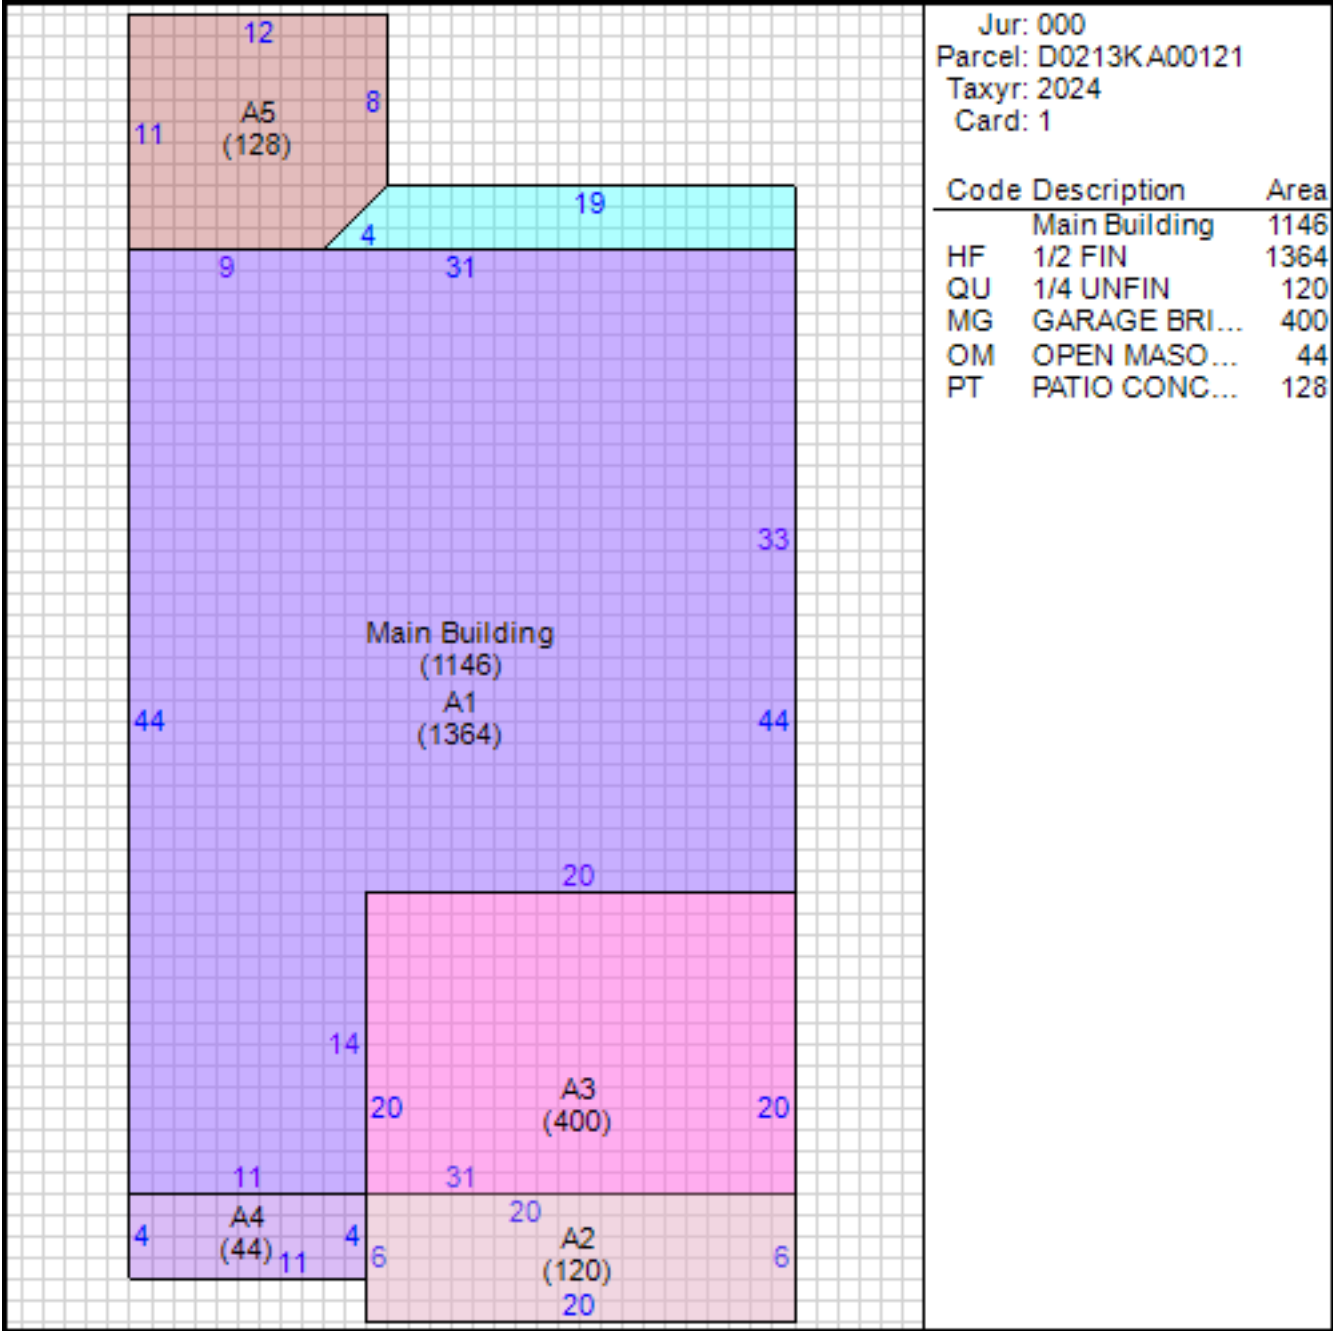 12
8
A5
(128)
11
19
4
9
31
33
Main Building
(1146)
A1
(1364)
44
44
20
14
A3
(400)
20
20
11
31
A4
(44)
4
4
11
20
A2
(120)
6
6
20
Jur: 000
Parcel: D0213KA00121
Taxyr: 2024
Card: 1
Code Description Area
Main Building 1146
HF 1/2 FIN 1364
QU 1/4 UNFIN 120
MG GARAGE BRI... 400
OM OPEN MASO... 44
PT PATIO CONC... 128